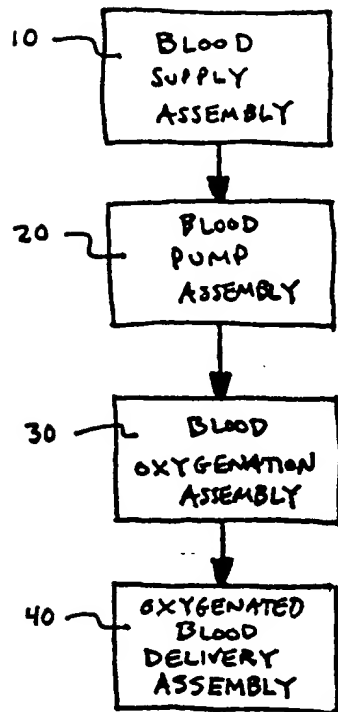 10
BLOOD
SUPPLY
ASSEMBLY
20
BLOOD
PUMP
ASSEMBLY
30
BLOOD
OXYGENATION
ASSEMBLY
40
OXYGENATED
BLOOD
DELIVERY
ASSEMBLY